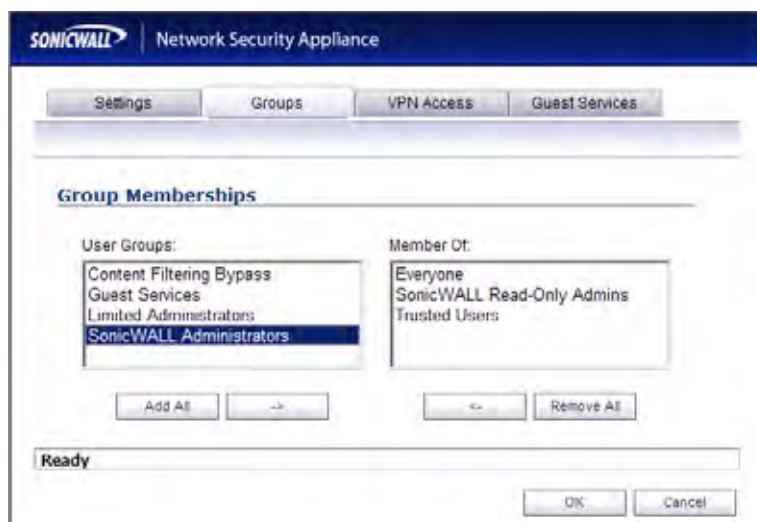 SONICWALL Network Security Appliance
Settings Groups VPN Access Guest Services
Group Memberships
User Groups:
Content Filtering Bypass
Guest Services
Limited Administrators
SonicWALL Administrators
Member Of:
Everyone
SonicWALL Read-Only Admins
Trusted Users
Add All -> <- Remove All
Ready
OK Cancel